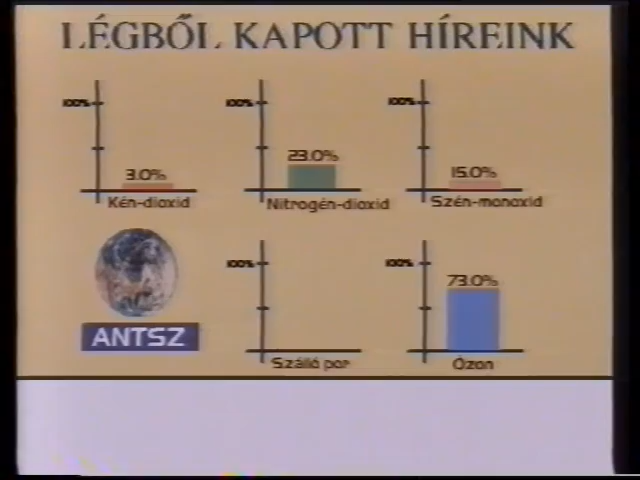 LÉGBŐL KAPOTT HÍREINK
100%
3.0%
Kén-dioxid
100%
23.0%
Nitrogén-dioxid
100%
15.0%
Szén-monoxid
ANTSZ
100%
Szálló por
100%
73.0%
Ózon